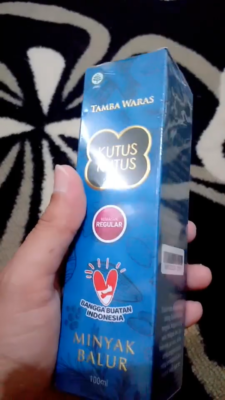 TAMBA WARAS
KUTUS
KUTUS
REGULAR
BANGGA BUATAN
INDONESIA
MINYAK
BALUR
100ml